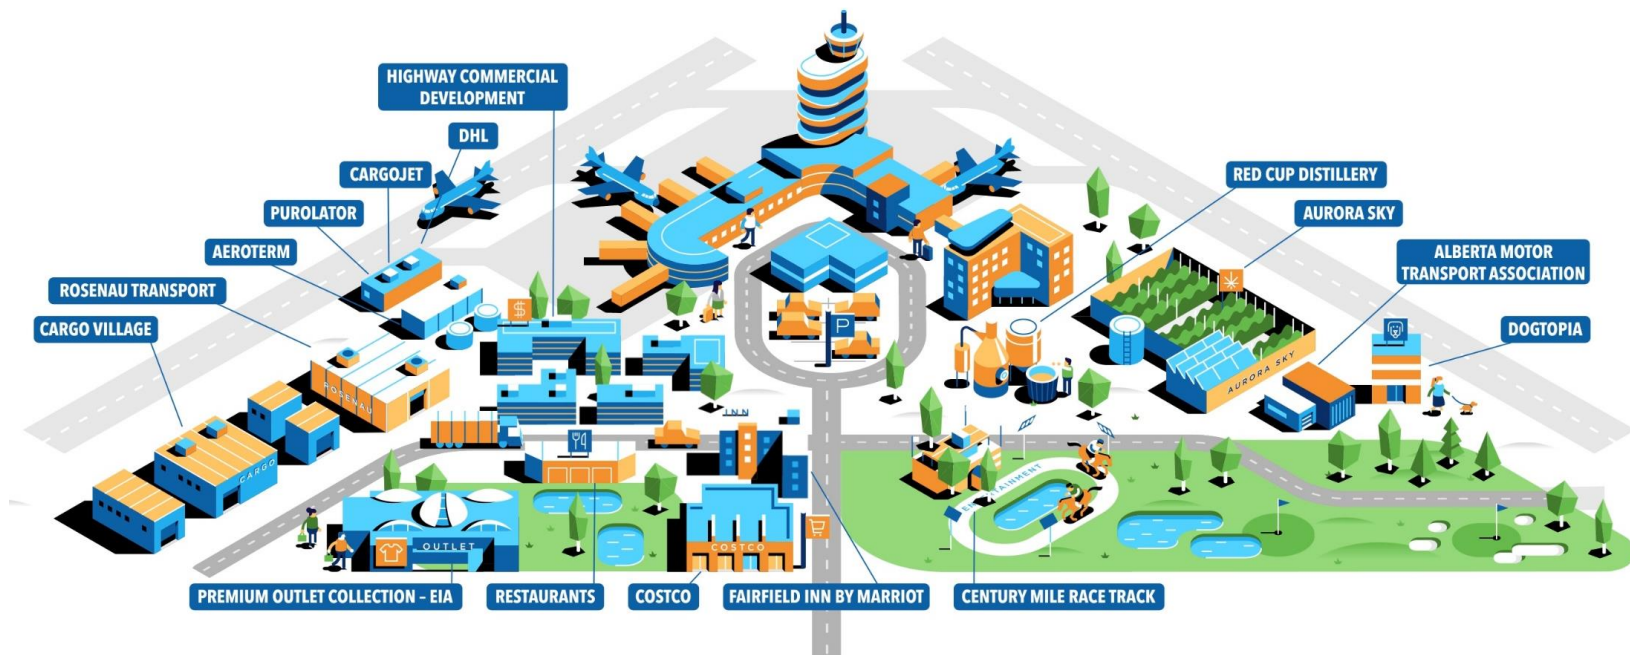 HIGHWAY COMMERCIAL
DEVELOPMENT
DHL
CARGOJET
PUROLATOR
AEROTERM
ROSENAU TRANSPORT
CARGO VILLAGE
RED CUP DISTILLERY
AURORA SKY
ALBERTA MOTOR
TRANSPORT ASSOCIATION
DOGTOPIA
$
P
ROSENAU
AURORA SKY
INN
CARGO
OUTLET
COSTCO
PREMIUM OUTLET COLLECTION – EIA
RESTAURANTS
COSTCO
FAIRFIELD INN BY MARRIOT
CENTURY MILE RACE TRACK